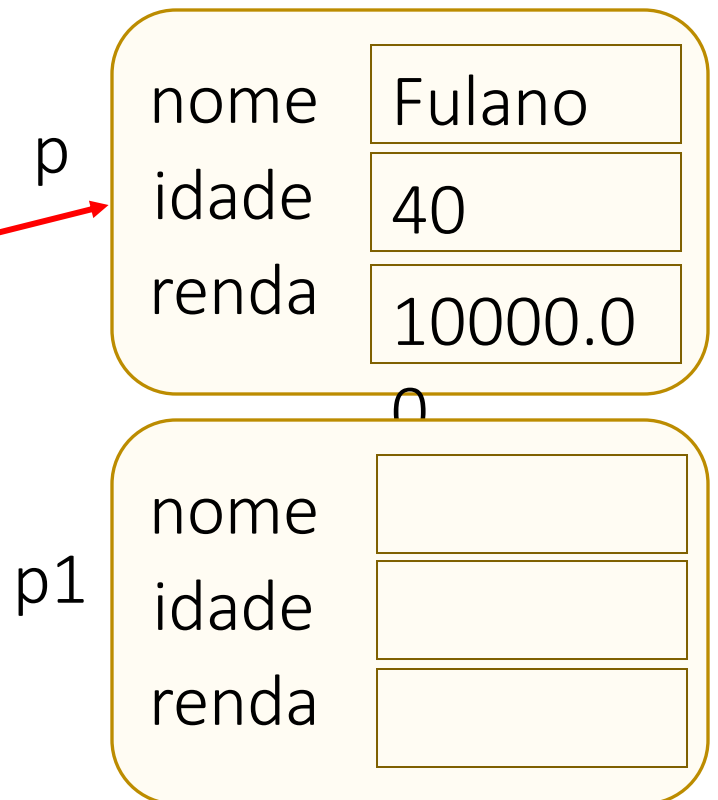 nome Fulano
p
idade 40
renda 10000.0
0
nome
p1
idade
renda